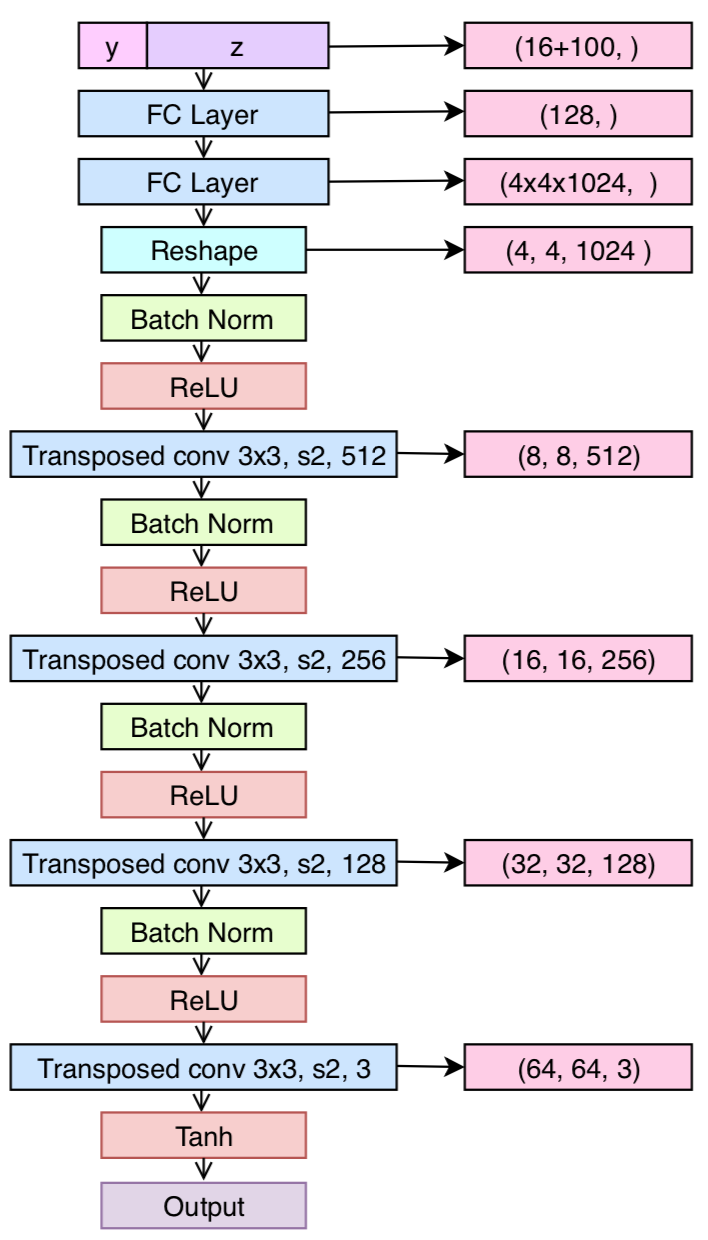 y z (16+100, )
FC Layer (128, )
FC Layer (4x4x1024, )
Reshape (4, 4, 1024 )
Batch Norm
ReLU
Transposed conv 3x3, s2, 512 (8, 8, 512)
Batch Norm
ReLU
Transposed conv 3x3, s2, 256 (16, 16, 256)
Batch Norm
ReLU
Transposed conv 3x3, s2, 128 (32, 32, 128)
Batch Norm
ReLU
Transposed conv 3x3, s2, 3 (64, 64, 3)
Tanh
Output